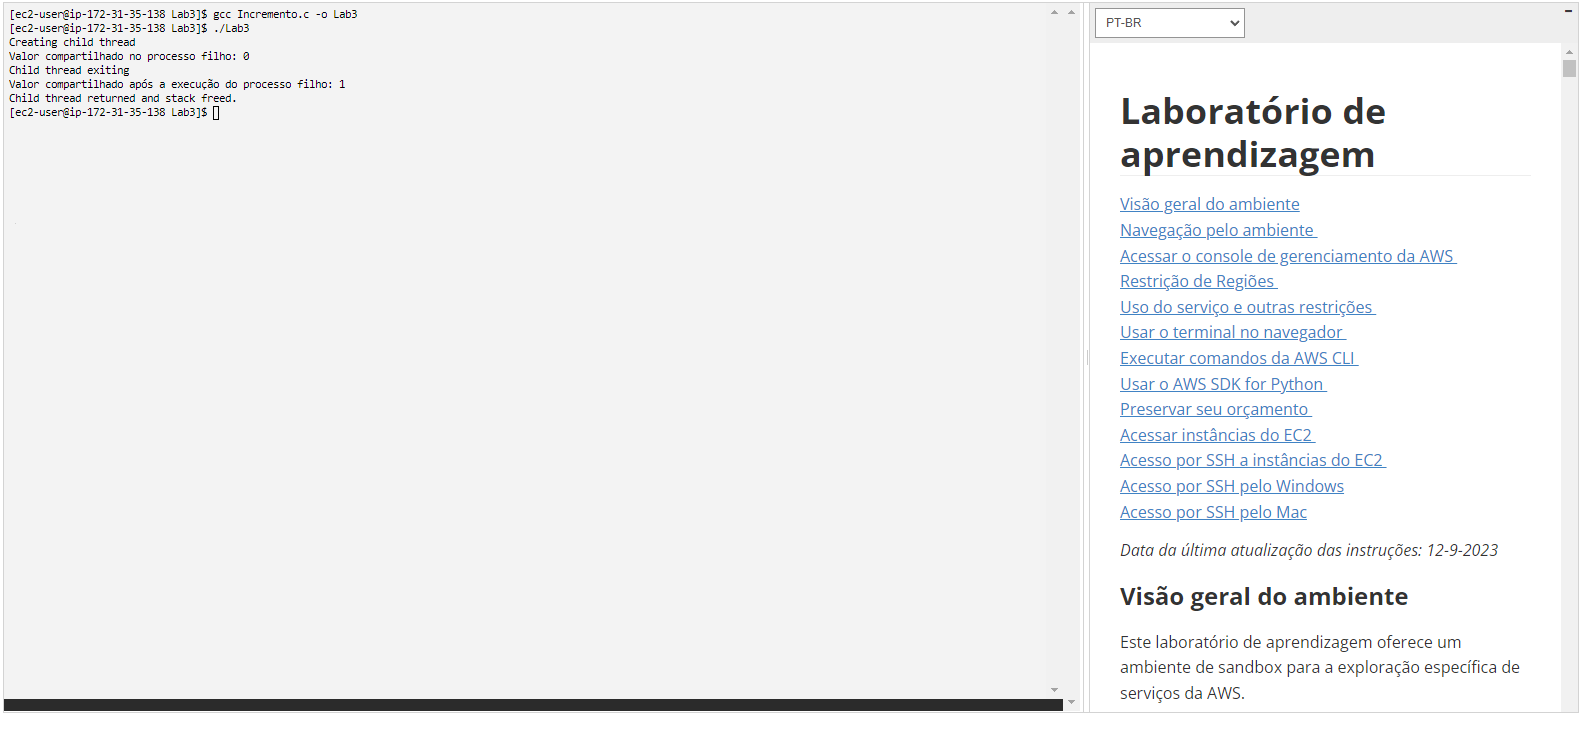 [ec2-user@ip-172-31-35-138 Lab3]$ gcc Incremento.c -o Lab3
[ec2-user@ip-172-31-35-138 Lab3]$ ./Lab3
Creating child thread
Valor compartilhado no processo filho: 0
Child thread exiting
Valor compartilhado após a execução do processo filho: 1
Child thread returned and stack freed.
[ec2-user@ip-172-31-35-138 Lab3]$
PT-BR
Laboratório de
aprendizagem
Visão geral do ambiente
Navegação pelo ambiente
Acessar o console de gerenciamento da AWS
Restrição de Regiões
Uso do serviço e outras restrições
Usar o terminal no navegador
Executar comandos da AWS CLI
Usar o AWS SDK for Python
Preservar seu orçamento
Acessar instâncias do EC2
Acesso por SSH a instâncias do EC2
Acesso por SSH pelo Windows
Acesso por SSH pelo Mac
Data da última atualização das instruções: 12-9-2023
Visão geral do ambiente
Este laboratório de aprendizagem oferece um
ambiente de sandbox para a exploração específica de
serviços da AWS.